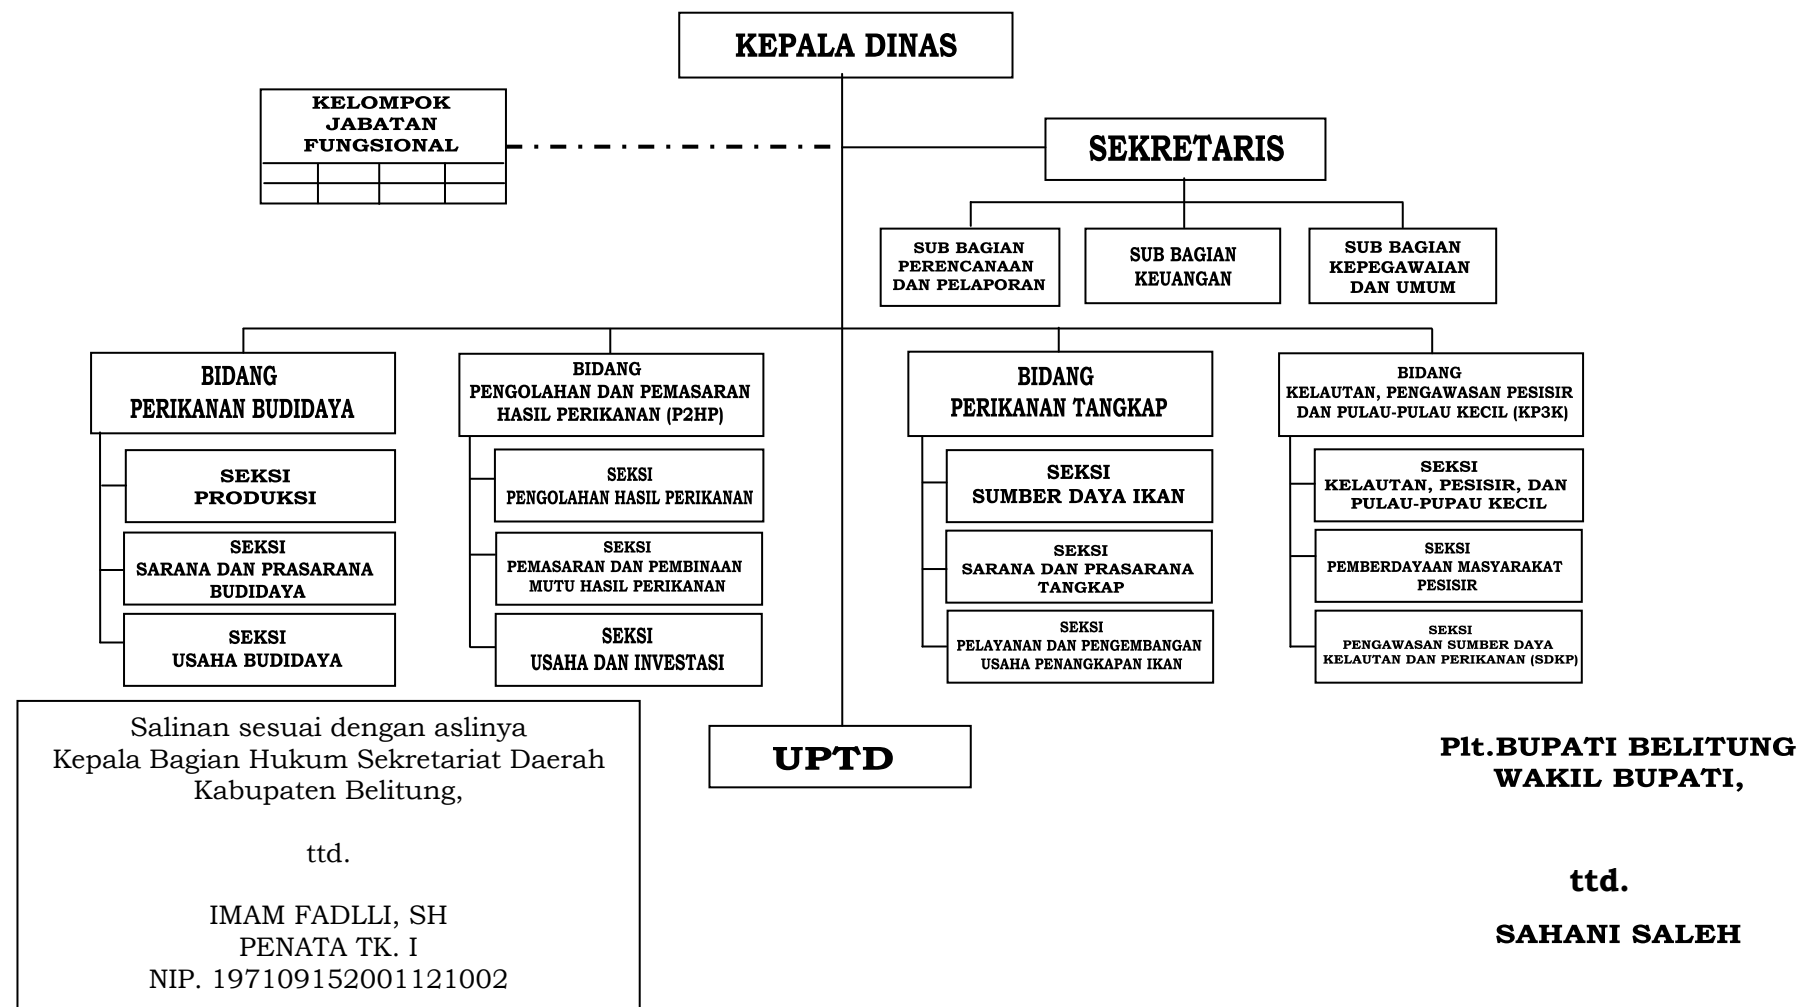 KEPALA DINAS
KELOMPOK
JABATAN
FUNGSIONAL
SEKRETARIS
SUB BAGIAN
PERENCANAAN
DAN PELAPORAN
SUB BAGIAN
KEUANGAN
SUB BAGIAN
KEPEGAWAIAN
DAN UMUM
BIDANG
PERIKANAN BUDIDAYA
SEKSI
PRODUKSI
SEKSI
SARANA DAN PRASARANA
BUDIDAYA
SEKSI
USAHA BUDIDAYA
BIDANG
PENGOLAHAN DAN PEMASARAN
HASIL PERIKANAN (P2HP)
SEKSI
PENGOLAHAN HASIL PERIKANAN
SEKSI
PEMASARAN DAN PEMBINAAN
MUTU HASIL PERIKANAN
SEKSI
USAHA DAN INVESTASI
BIDANG
PERIKANAN TANGKAP
SEKSI
SUMBER DAYA IKAN
SEKSI
SARANA DAN PRASARANA
TANGKAP
SEKSI
PELAYANAN DAN PENGEMBANGAN
USAHA PENANGKAPAN IKAN
BIDANG
KELAUTAN, PENGAWASAN PESISIR
DAN PULAU-PULAU KECIL (KP3K)
SEKSI
KELAUTAN, PESISIR, DAN
PULAU-PUPAU KECIL
SEKSI
PEMBERDAYAAN MASYARAKAT
PESISIR
SEKSI
PENGAWASAN SUMBER DAYA
KELAUTAN DAN PERIKANAN (SDKP)
UPTD
Salinan sesuai dengan aslinya
Kepala Bagian Hukum Sekretariat Daerah
Kabupaten Belitung,
ttd.
IMAM FADLLI, SH
PENATA TK. I
NIP. 197109152001121002
Plt.BUPATI BELITUNG
WAKIL BUPATI,
ttd.
SAHANI SALEH